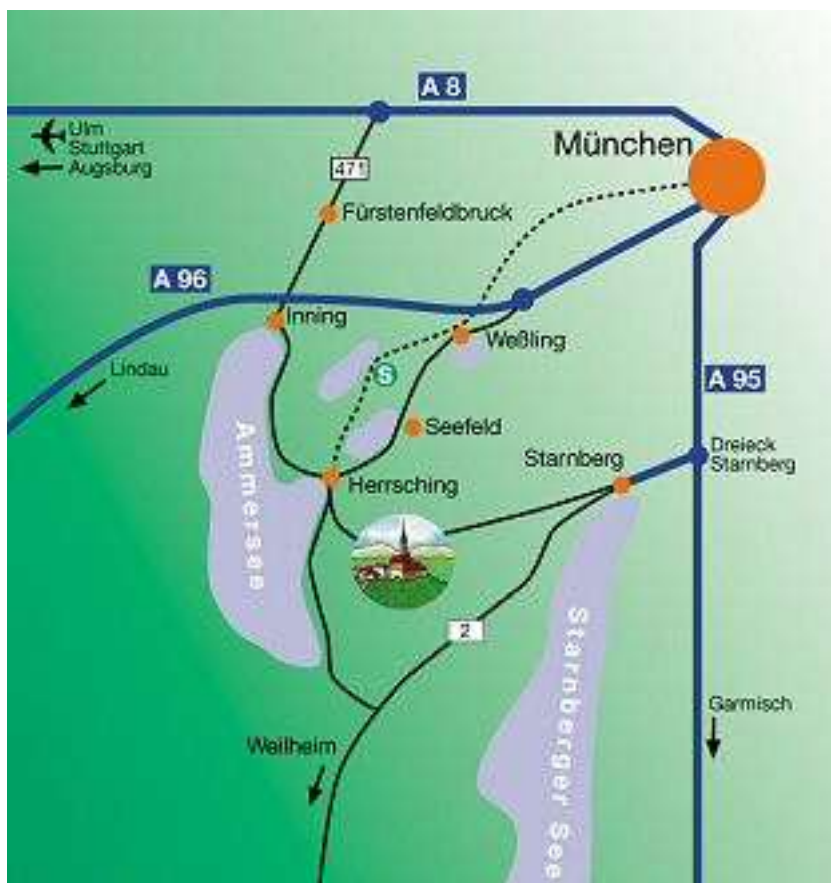 A 8
Ulm
Stuttgart
Augsburg
München
471
Fürstenfeldbruck
A 96
Inning
Weßling
Lindau
S
A 95
Ammersee
Seefeld
Dreieck
Starnberg
Starnberg
Herrsching
Starnberger See
2
Garmisch
Weilheim